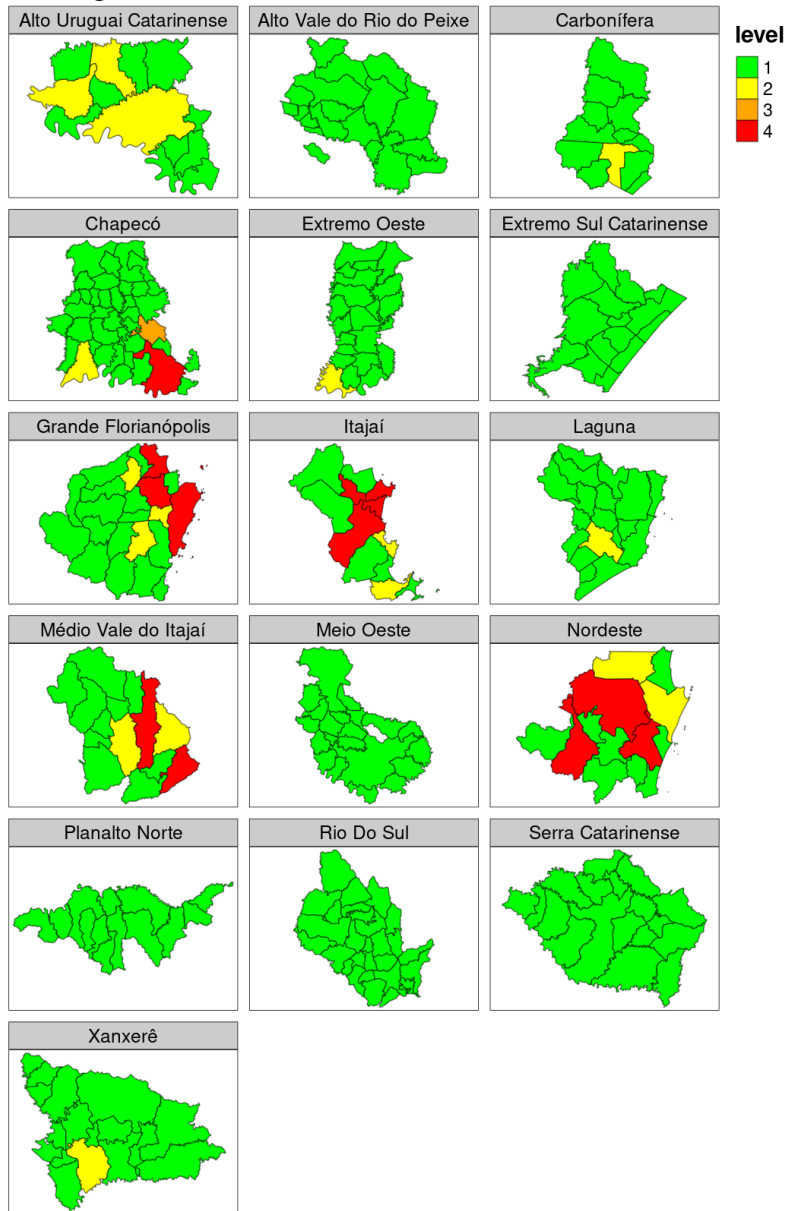 Alto Uruguai Catarinense
Alto Vale do Rio do Peixe
Carbonífera
level
1
2
3
4
Chapecó
Extremo Oeste
Extremo Sul Catarinense
Grande Florianópolis
Itajaí
Laguna
Médio Vale do Itajaí
Meio Oeste
Nordeste
Planalto Norte
Rio Do Sul
Serra Catarinense
Xanxerê